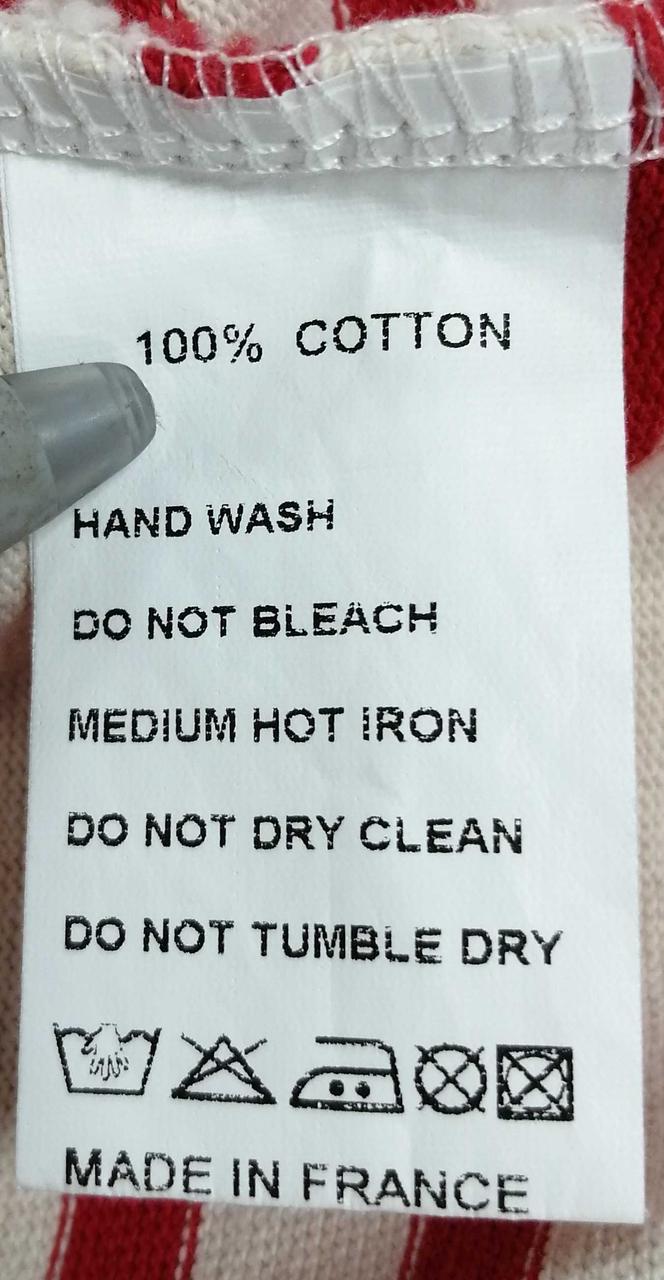 100% COTTON
HAND WASH
DO NOT BLEACH
MEDIUM HOT IRON
DO NOT DRY CLEAN
DO NOT TUMBLE DRY
MADE IN FRANCE